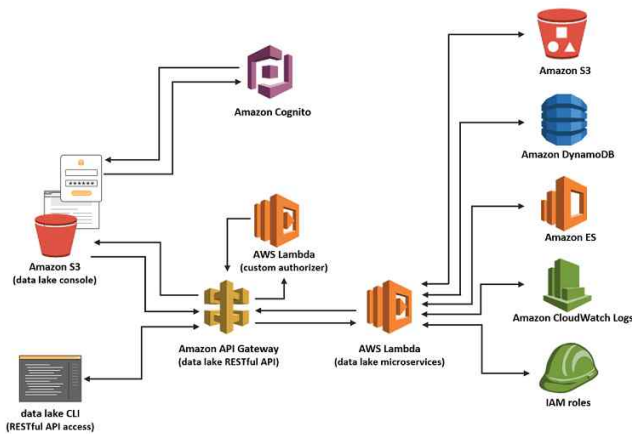 Amazon S3
Amazon Cognito
Amazon DynamoDB
Amazon ES
AWS Lambda
(custom authorizer)
Amazon S3
(data lake console)
Amazon CloudWatch Logs
Amazon API Gateway
(data lake RESTful API)
AWS Lambda
(data lake microservices)
IAM roles
data lake CLI
(RESTful API access)